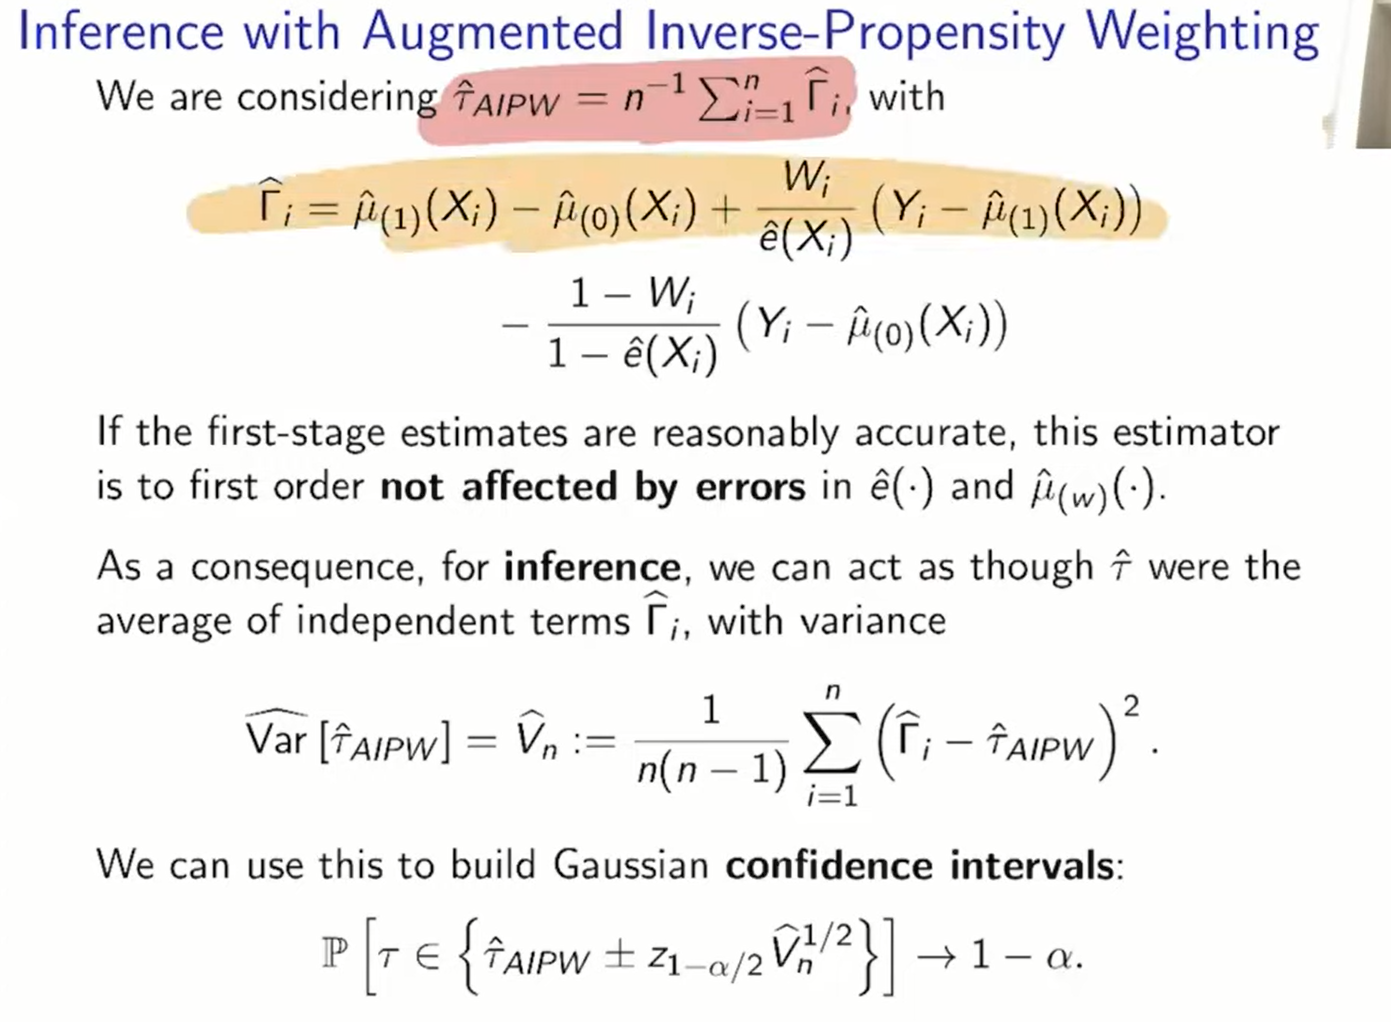 Inference with Augmented Inverse-Propensity Weighting
We are considering $\hat{\tau}_{AIPW} = n^{-1} \sum_{i=1}^{n} \widehat{\Gamma}_i$, with
$\widehat{\Gamma}_i = \hat{\mu}_{(1)}(X_i) - \hat{\mu}_{(0)}(X_i) + \frac{W_i}{\hat{e}(X_i)} (Y_i - \hat{\mu}_{(1)}(X_i))$
$- \frac{1 - W_i}{1 - \hat{e}(X_i)} (Y_i - \hat{\mu}_{(0)}(X_i))$
If the first-stage estimates are reasonably accurate, this estimator
is to first order not affected by errors in $\hat{e}(\cdot)$ and $\hat{\mu}_{(w)}(\cdot)$.
As a consequence, for inference, we can act as though $\hat{\tau}$ were the
average of independent terms $\widehat{\Gamma}_i$, with variance
$\widehat{\text{Var}} [\hat{\tau}_{AIPW}] = \widehat{V}_n := \frac{1}{n(n-1)} \sum_{i=1}^{n} \left(\widehat{\Gamma}_i - \hat{\tau}_{AIPW}\right)^2.$
We can use this to build Gaussian confidence intervals:
$\mathbb{P} \left[\tau \in \left\{\hat{\tau}_{AIPW} \pm z_{1-\alpha/2} \widehat{V}_n^{1/2}\right\}\right] \to 1 - \alpha.$